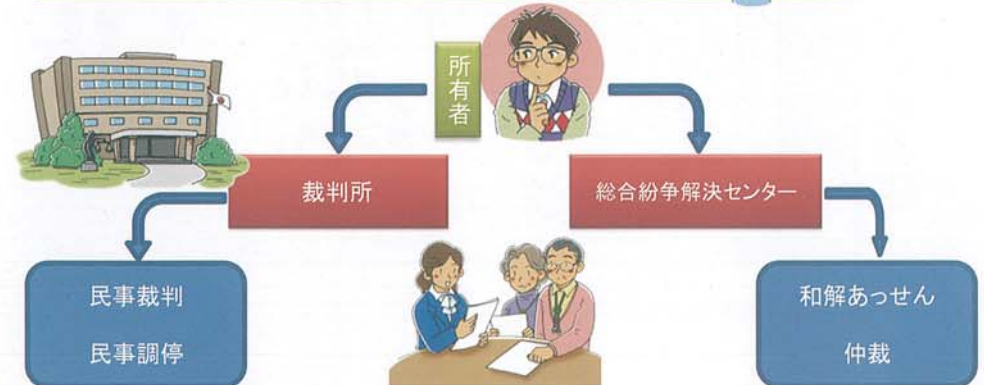 所有者
裁判所
総合紛争解決センター
民事裁判
民事調停
和解あっせん
仲裁